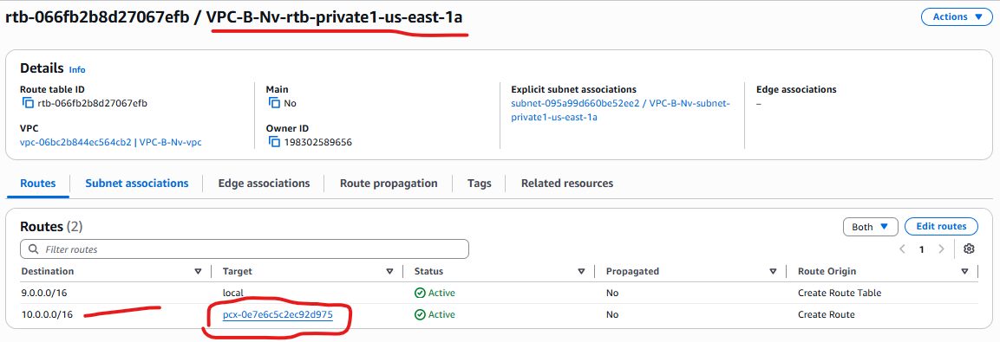 rtb-066fb2b8d27067efb / VPC-B-Nv-rtb-private1-us-east-1a
Actions
Details Info
Route table ID
rtb-066fb2b8d27067efb
Main
No
Explicit subnet associations
subnet-095a99d660be52ee2 / VPC-B-Nv-subnet-
private1-us-east-1a
Edge associations
–
VPC
vpc-06bc2b844ec564cb2 | VPC-B-Nv-vpc
Owner ID
198302589656
Routes Subnet associations Edge associations Route propagation Tags Related resources
Routes (2)
Both
Edit routes
Filter routes
1
Destination Target Status Propagated Route Origin
9.0.0.0/16 local Active No Create Route Table
10.0.0.0/16 pcx-0e7e6c5c2ec92d975 Active No Create Route